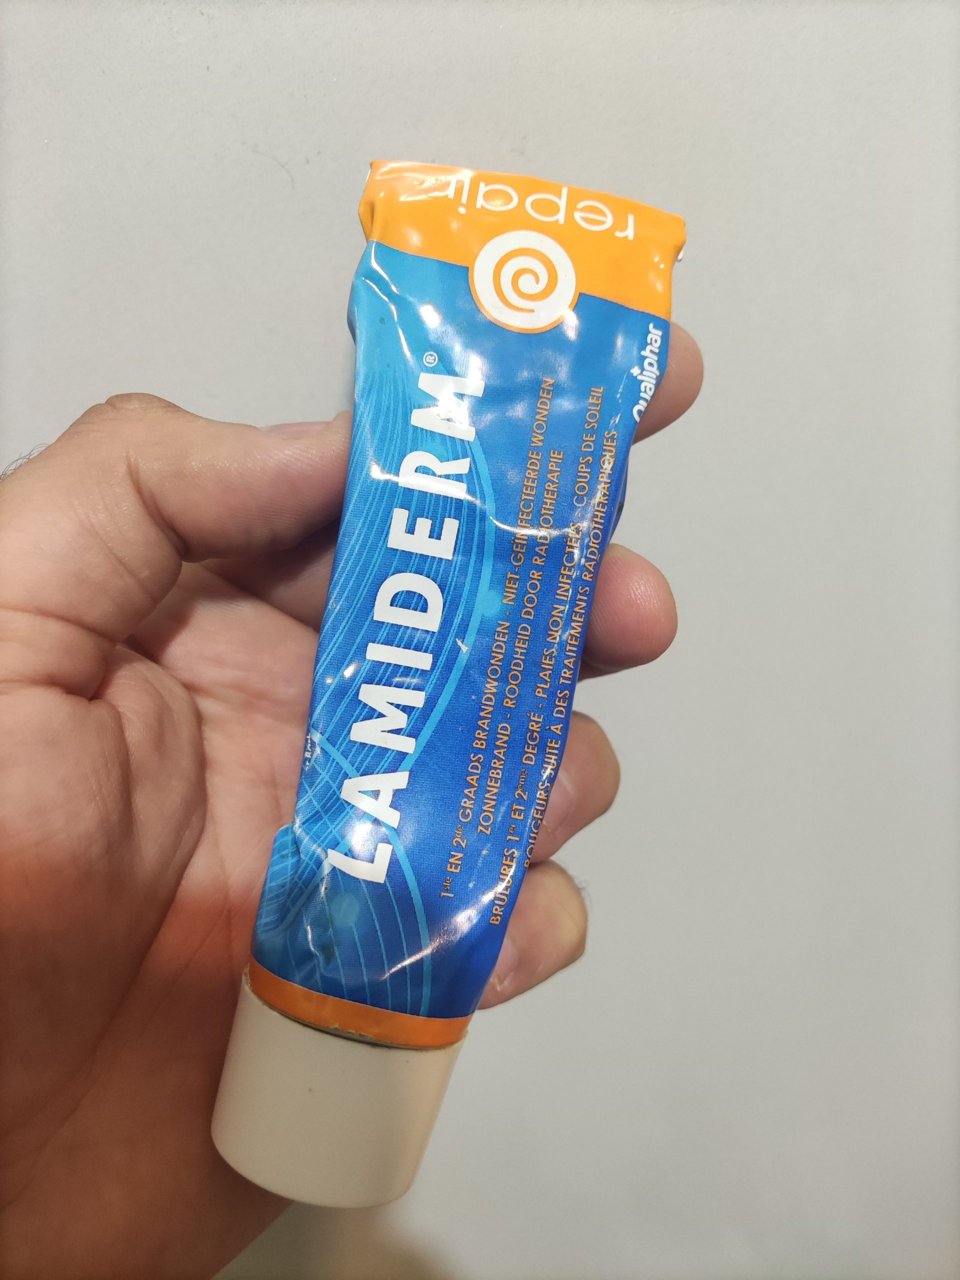 repair
LAMIDERM®
1ste EN 2de GRAADS BRANDWONDEN - NIET-GEÏNFECTEERDE WONDEN
ZONNEBRAND - ROODHEID DOOR RADIOTHERAPIE
BRULURES 1er ET 2ème DEGRÉ - PLAIES NON INFECTÉES - COUPS DE SOLEIL
ROUGEURS SUITE À DES TRAITEMENTS RADIOTHÉRAPIQUES
Qualiphar